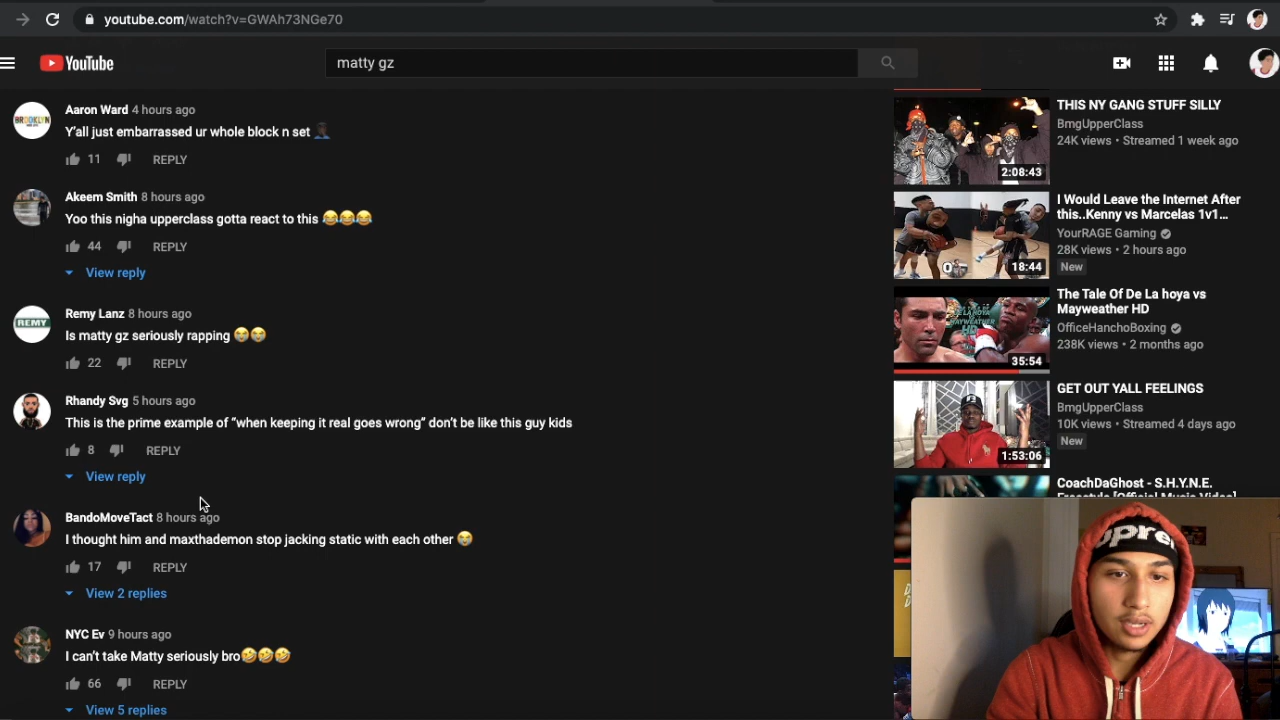 youtube.com/watch?v=GWAh73NGe70
YouTube
matty gz
Aaron Ward 4 hours ago
Y'all just embarrassed ur whole block n set
11 REPLY
Akeem Smith 8 hours ago
Yoo this nigha upperclass gotta react to this 😂😂😂
44 REPLY
View reply
Remy Lanz 8 hours ago
Is matty gz seriously rapping 😭😭
22 REPLY
Rhandy Svg 5 hours ago
This is the prime example of "when keeping it real goes wrong" don't be like this guy kids
8 REPLY
View reply
BandoMoveTact 8 hours ago
I thought him and maxthademon stop jacking static with each other 😭
17 REPLY
View 2 replies
NYC Ev 9 hours ago
I can't take Matty seriously bro🤣🤣🤣
66 REPLY
View 5 replies
BROOKLYN
REMY
THIS NY GANG STUFF SILLY
BmgUpperClass
24K views • Streamed 1 week ago
2:08:43
I Would Leave the Internet After
this..Kenny vs Marcelas 1v1...
YourRAGE Gaming
28K views • 2 hours ago
New
18:44
The Tale Of De La hoya vs
Mayweather HD
OfficeHanchoBoxing
238K views • 2 months ago
35:54
GET OUT YALL FEELINGS
BmgUpperClass
10K views • Streamed 4 days ago
New
1:53:06
CoachDaGhost - S.H.Y.N.E.
Freestyle [Official Music Video]
upre